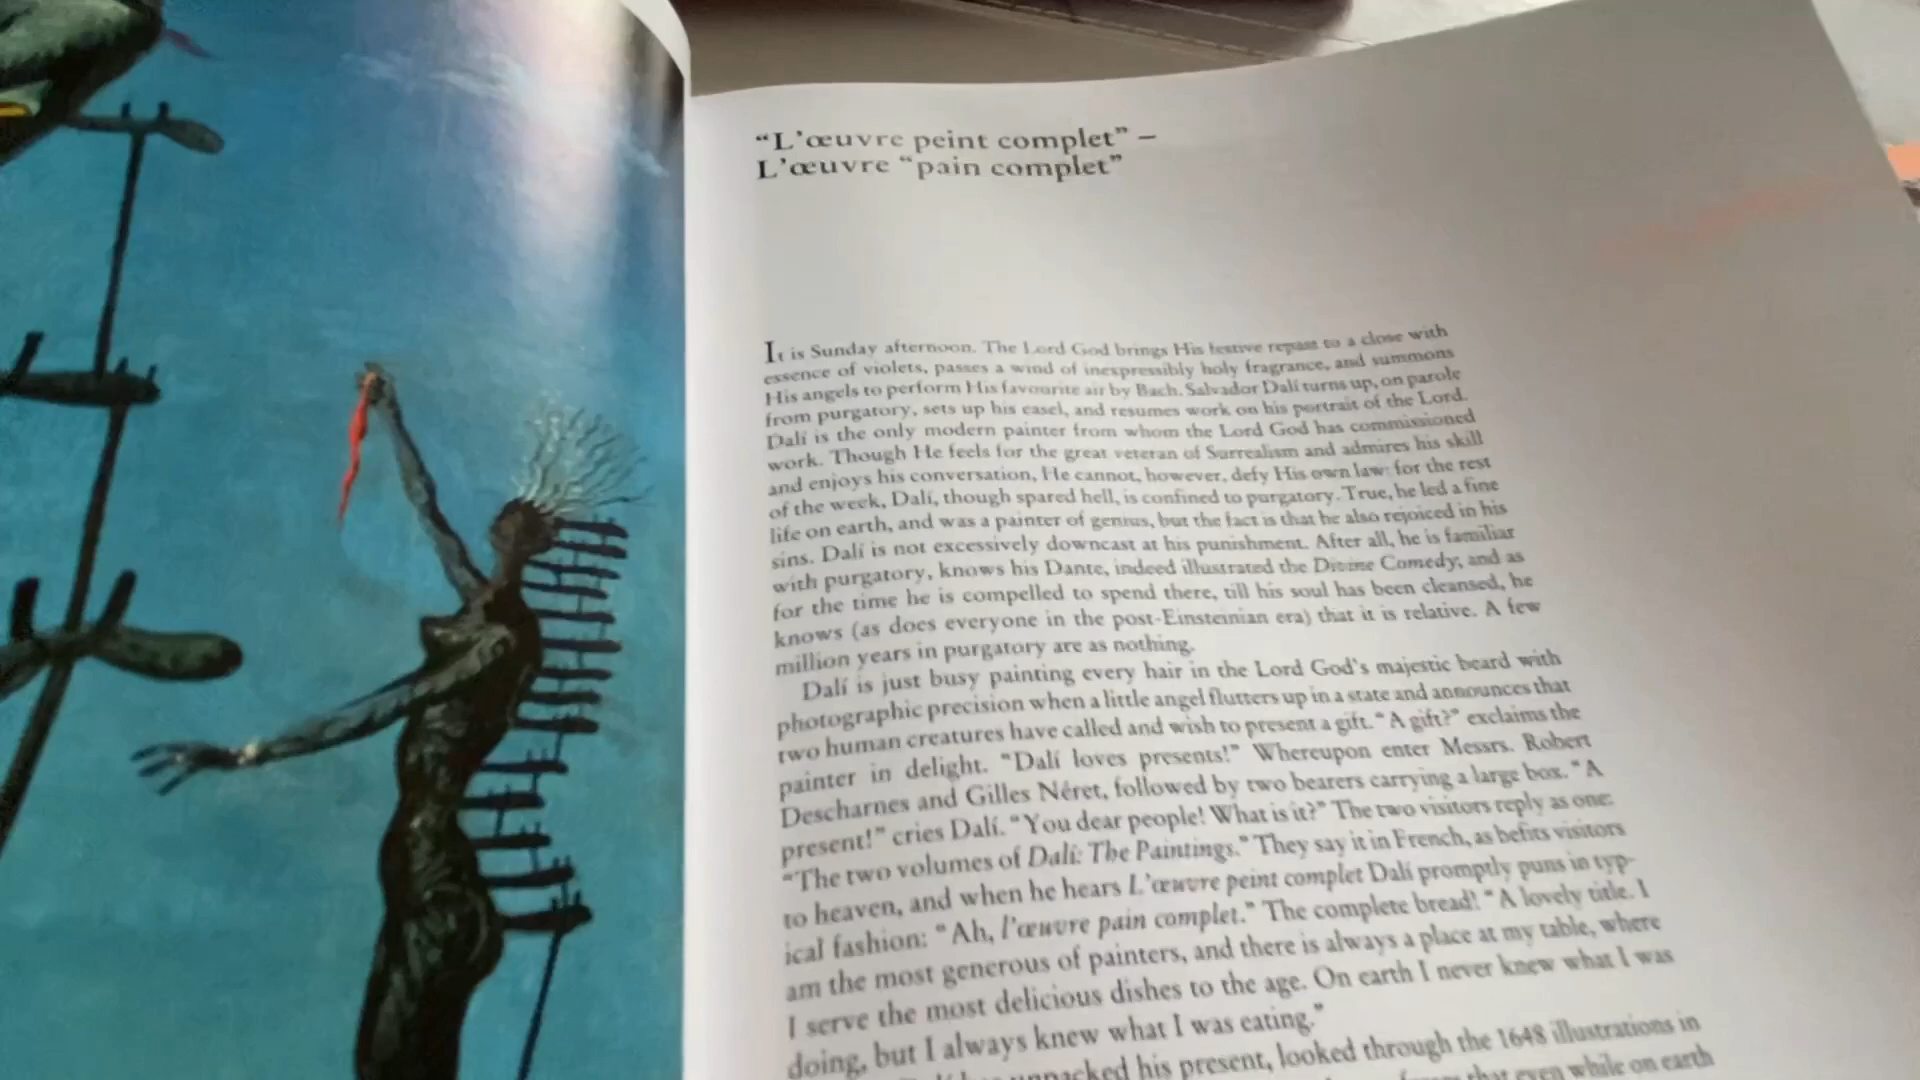 “L’œuvre peint complet” –
L’œuvre “pain complet”
It is Sunday afternoon. The Lord God brings His festive repast to a close with
essence of violets, passes a wind of inexpressibly holy fragrance, and summons
His angels to perform His favourite air by Bach. Salvador Dalí turns up, on parole
from purgatory, sets up his easel, and resumes work on his portrait of the Lord.
Dalí is the only modern painter from whom the Lord God has commissioned
work. Though He feels for the great veteran of Surrealism and admires his skill
and enjoys his conversation, He cannot, however, defy His own law: for the rest
of the week, Dalí, though spared hell, is confined to purgatory. True, he led a fine
life on earth, and was a painter of genius, but the fact is that he also rejoiced in his
sins. Dalí is not excessively downcast at his punishment. After all, he is familiar
with purgatory, knows his Dante, indeed illustrated the Divine Comedy, and as
for the time he is compelled to spend there, till his soul has been cleansed, he
knows (as does everyone in the post-Einsteinian era) that it is relative. A few
million years in purgatory are as nothing.
Dalí is just busy painting every hair in the Lord God’s majestic beard with
photographic precision when a little angel flutters up in a state and announces that
two human creatures have called and wish to present a gift. “A gift?” exclaims the
painter in delight. “Dalí loves presents!” Whereupon enter Messrs. Robert
Descharnes and Gilles Néret, followed by two bearers carrying a large box. “A
present!” cries Dalí. “You dear people! What is it?” The two visitors reply as one:
“The two volumes of Dalí: The Paintings.” They say it in French, as befits visitors
to heaven, and when he hears L’œuvre peint complet Dalí promptly puns in typ-
ical fashion: “Ah, l’œuvre pain complet.” The complete bread! “A lovely title. I
am the most generous of painters, and there is always a place at my table, where
I serve the most delicious dishes to the age. On earth I never knew what I was
doing, but I always knew what I was eating.”
unpacked his present, looked through the 1648 illustrations in
that even while on earth